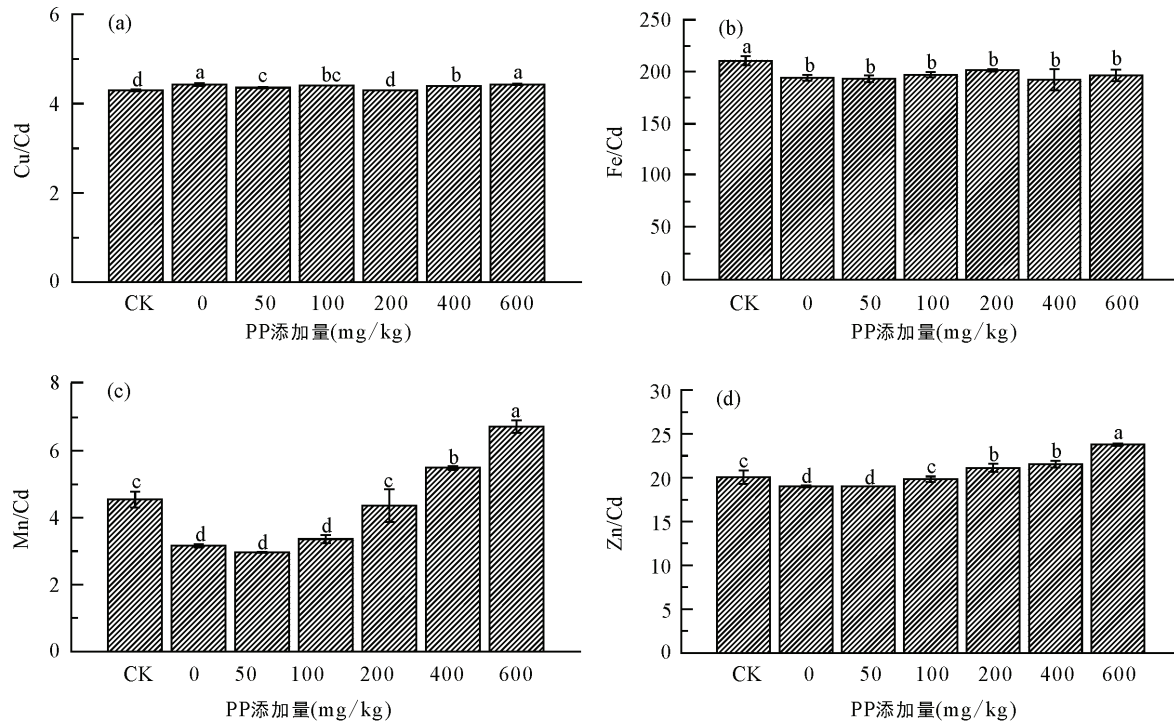 (a)
Cu/Cd
6
4
2
0
d a c bc d b a
CK 0 50 100 200 400 600
PP添加量(mg/kg)
(b)
Fe/Cd
250
200
150
100
50
0
a b b b b b b
CK 0 50 100 200 400 600
PP添加量(mg/kg)
(c)
Mn/Cd
8
6
4
2
0
c d d d c b a
CK 0 50 100 200 400 600
PP添加量(mg/kg)
(d)
Zn/Cd
30
25
20
15
10
5
0
c d d c b b a
CK 0 50 100 200 400 600
PP添加量(mg/kg)